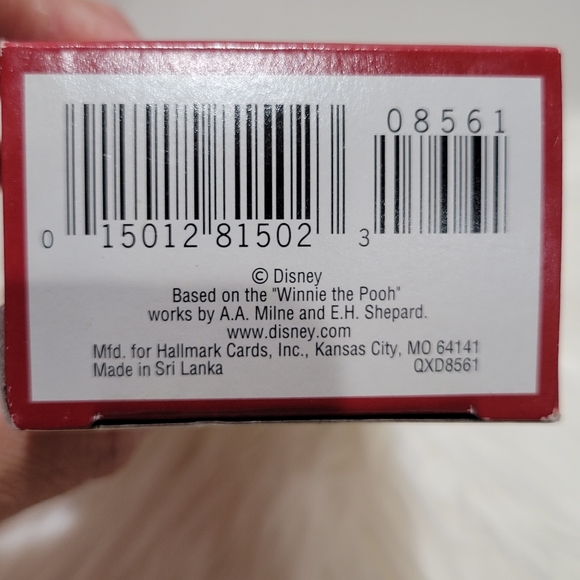 08561
0 15012 81502 3
© Disney
Based on the "Winnie the Pooh"
works by A.A. Milne and E.H. Shepard.
www.disney.com
Mfd. for Hallmark Cards, Inc., Kansas City, MO 64141
Made in Sri Lanka QXD8561